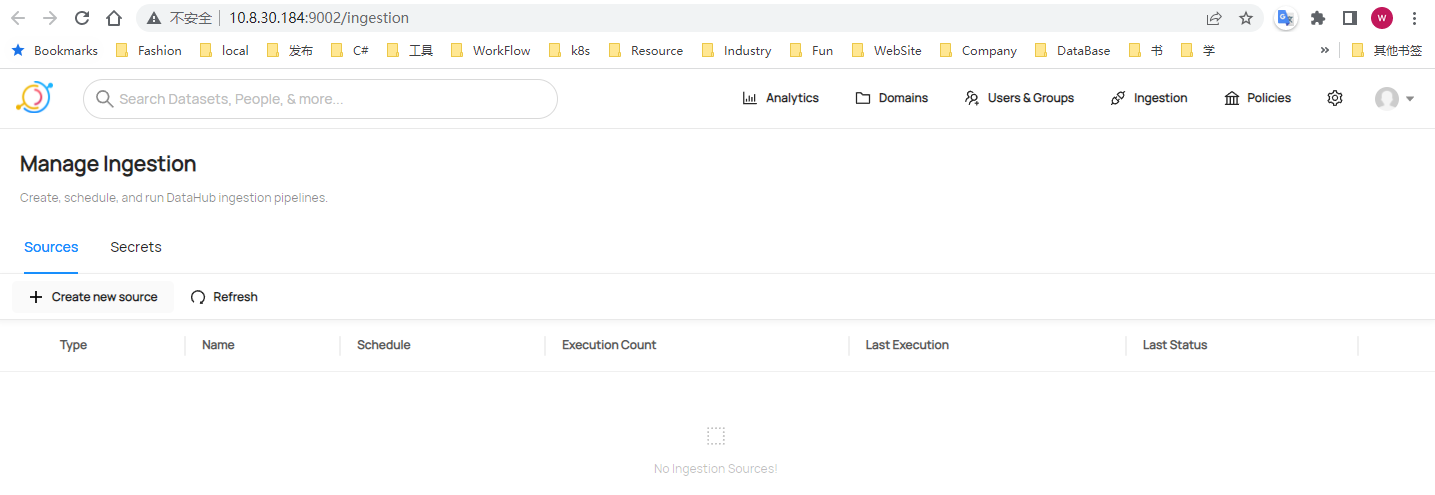 不安全 10.8.30.184:9002/ingestion
Bookmarks Fashion local 发布 C# 工具 WorkFlow k8s Resource Industry Fun WebSite Company DataBase 书 学 » 其他书签
W
Search Datasets, People, & more... Analytics Domains Users & Groups Ingestion Policies
Manage Ingestion
Create, schedule, and run DataHub ingestion pipelines.
Sources Secrets
+ Create new source Refresh
Type Name Schedule Execution Count Last Execution Last Status
No Ingestion Sources!